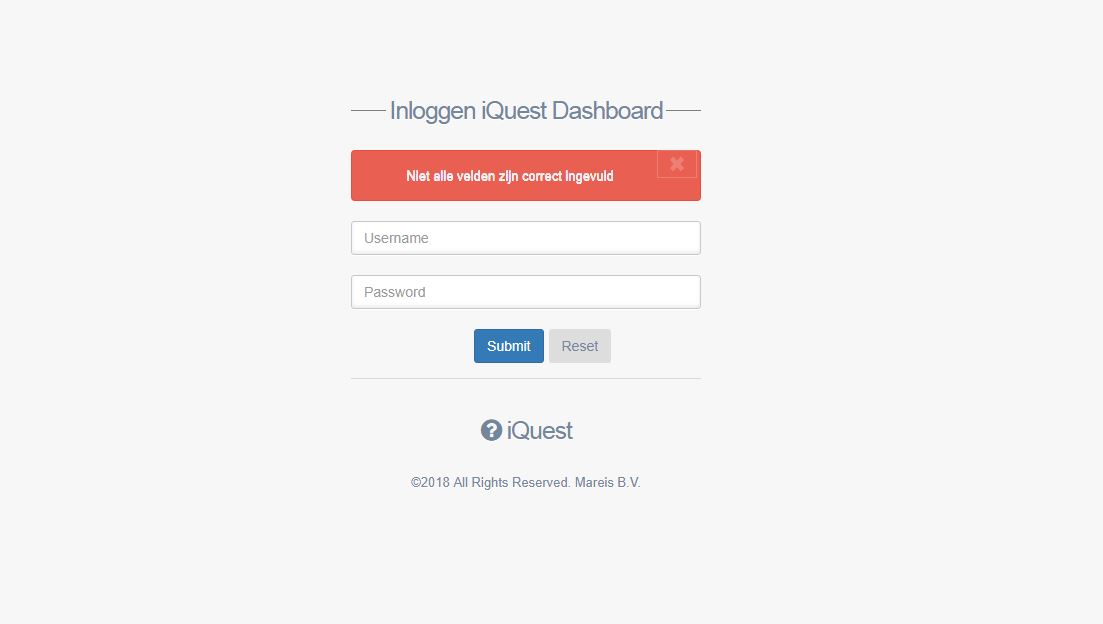 Inloggen iQuest Dashboard
Niet alle velden zijn correct ingevuld
Username
Password
Submit Reset
iQuest
©2018 All Rights Reserved. Mareis B.V.